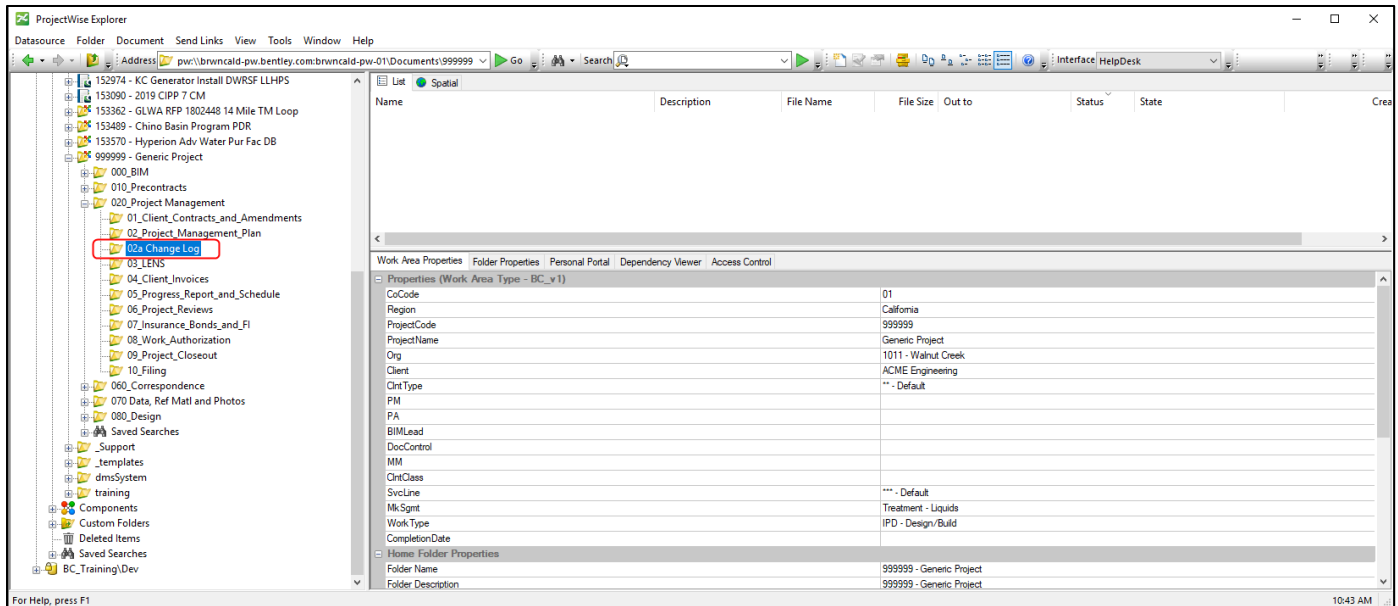 ProjectWise Explorer
Datasource Folder Document Send Links View Tools Window Help
Address pw:\\brwncald-pw.bentley.com:brwncald-pw-01\Documents\999999 Go Search Interface HelpDesk
152974 - KC Generator Install DWRSF LLHPS
153090 - 2019 CIPP 7 CM
153362 - GLWA RFP 1802448 14 Mile TM Loop
153489 - Chino Basin Program PDR
153570 - Hyperion Adv Water Pur Fac DB
999999 - Generic Project
000_BIM
010_Precontracts
020_Project Management
01_Client_Contracts_and_Amendments
02_Project_Management_Plan
02a Change Log
03_LENS
04_Client_Invoices
05_Progress_Report_and_Schedule
06_Project_Reviews
07_Insurance_Bonds_and_FI
08_Work_Authorization
09_Project_Closeout
10_Filing
060_Correspondence
070 Data, Ref Matl and Photos
080_Design
Saved Searches
_Support
_templates
dmsSystem
training
Components
Custom Folders
Deleted Items
Saved Searches
BC_Training\Dev
List Spatial
Name Description File Name File Size Out to Status State Crea
Work Area Properties Folder Properties Personal Portal Dependency Viewer Access Control
Properties (Work Area Type - BC_v1)
CoCode 01
Region California
ProjectCode 999999
ProjectName Generic Project
Org 1011 - Walnut Creek
Client ACME Engineering
ClntType ** - Default
PM
PA
BIMLead
DocControl
MM
ClntClass
SvcLine *** - Default
MkSgmt Treatment - Liquids
WorkType IPD - Design/Build
CompletionDate
Home Folder Properties
Folder Name 999999 - Generic Project
Folder Description 999999 - Generic Project
For Help, press F1 10:43 AM